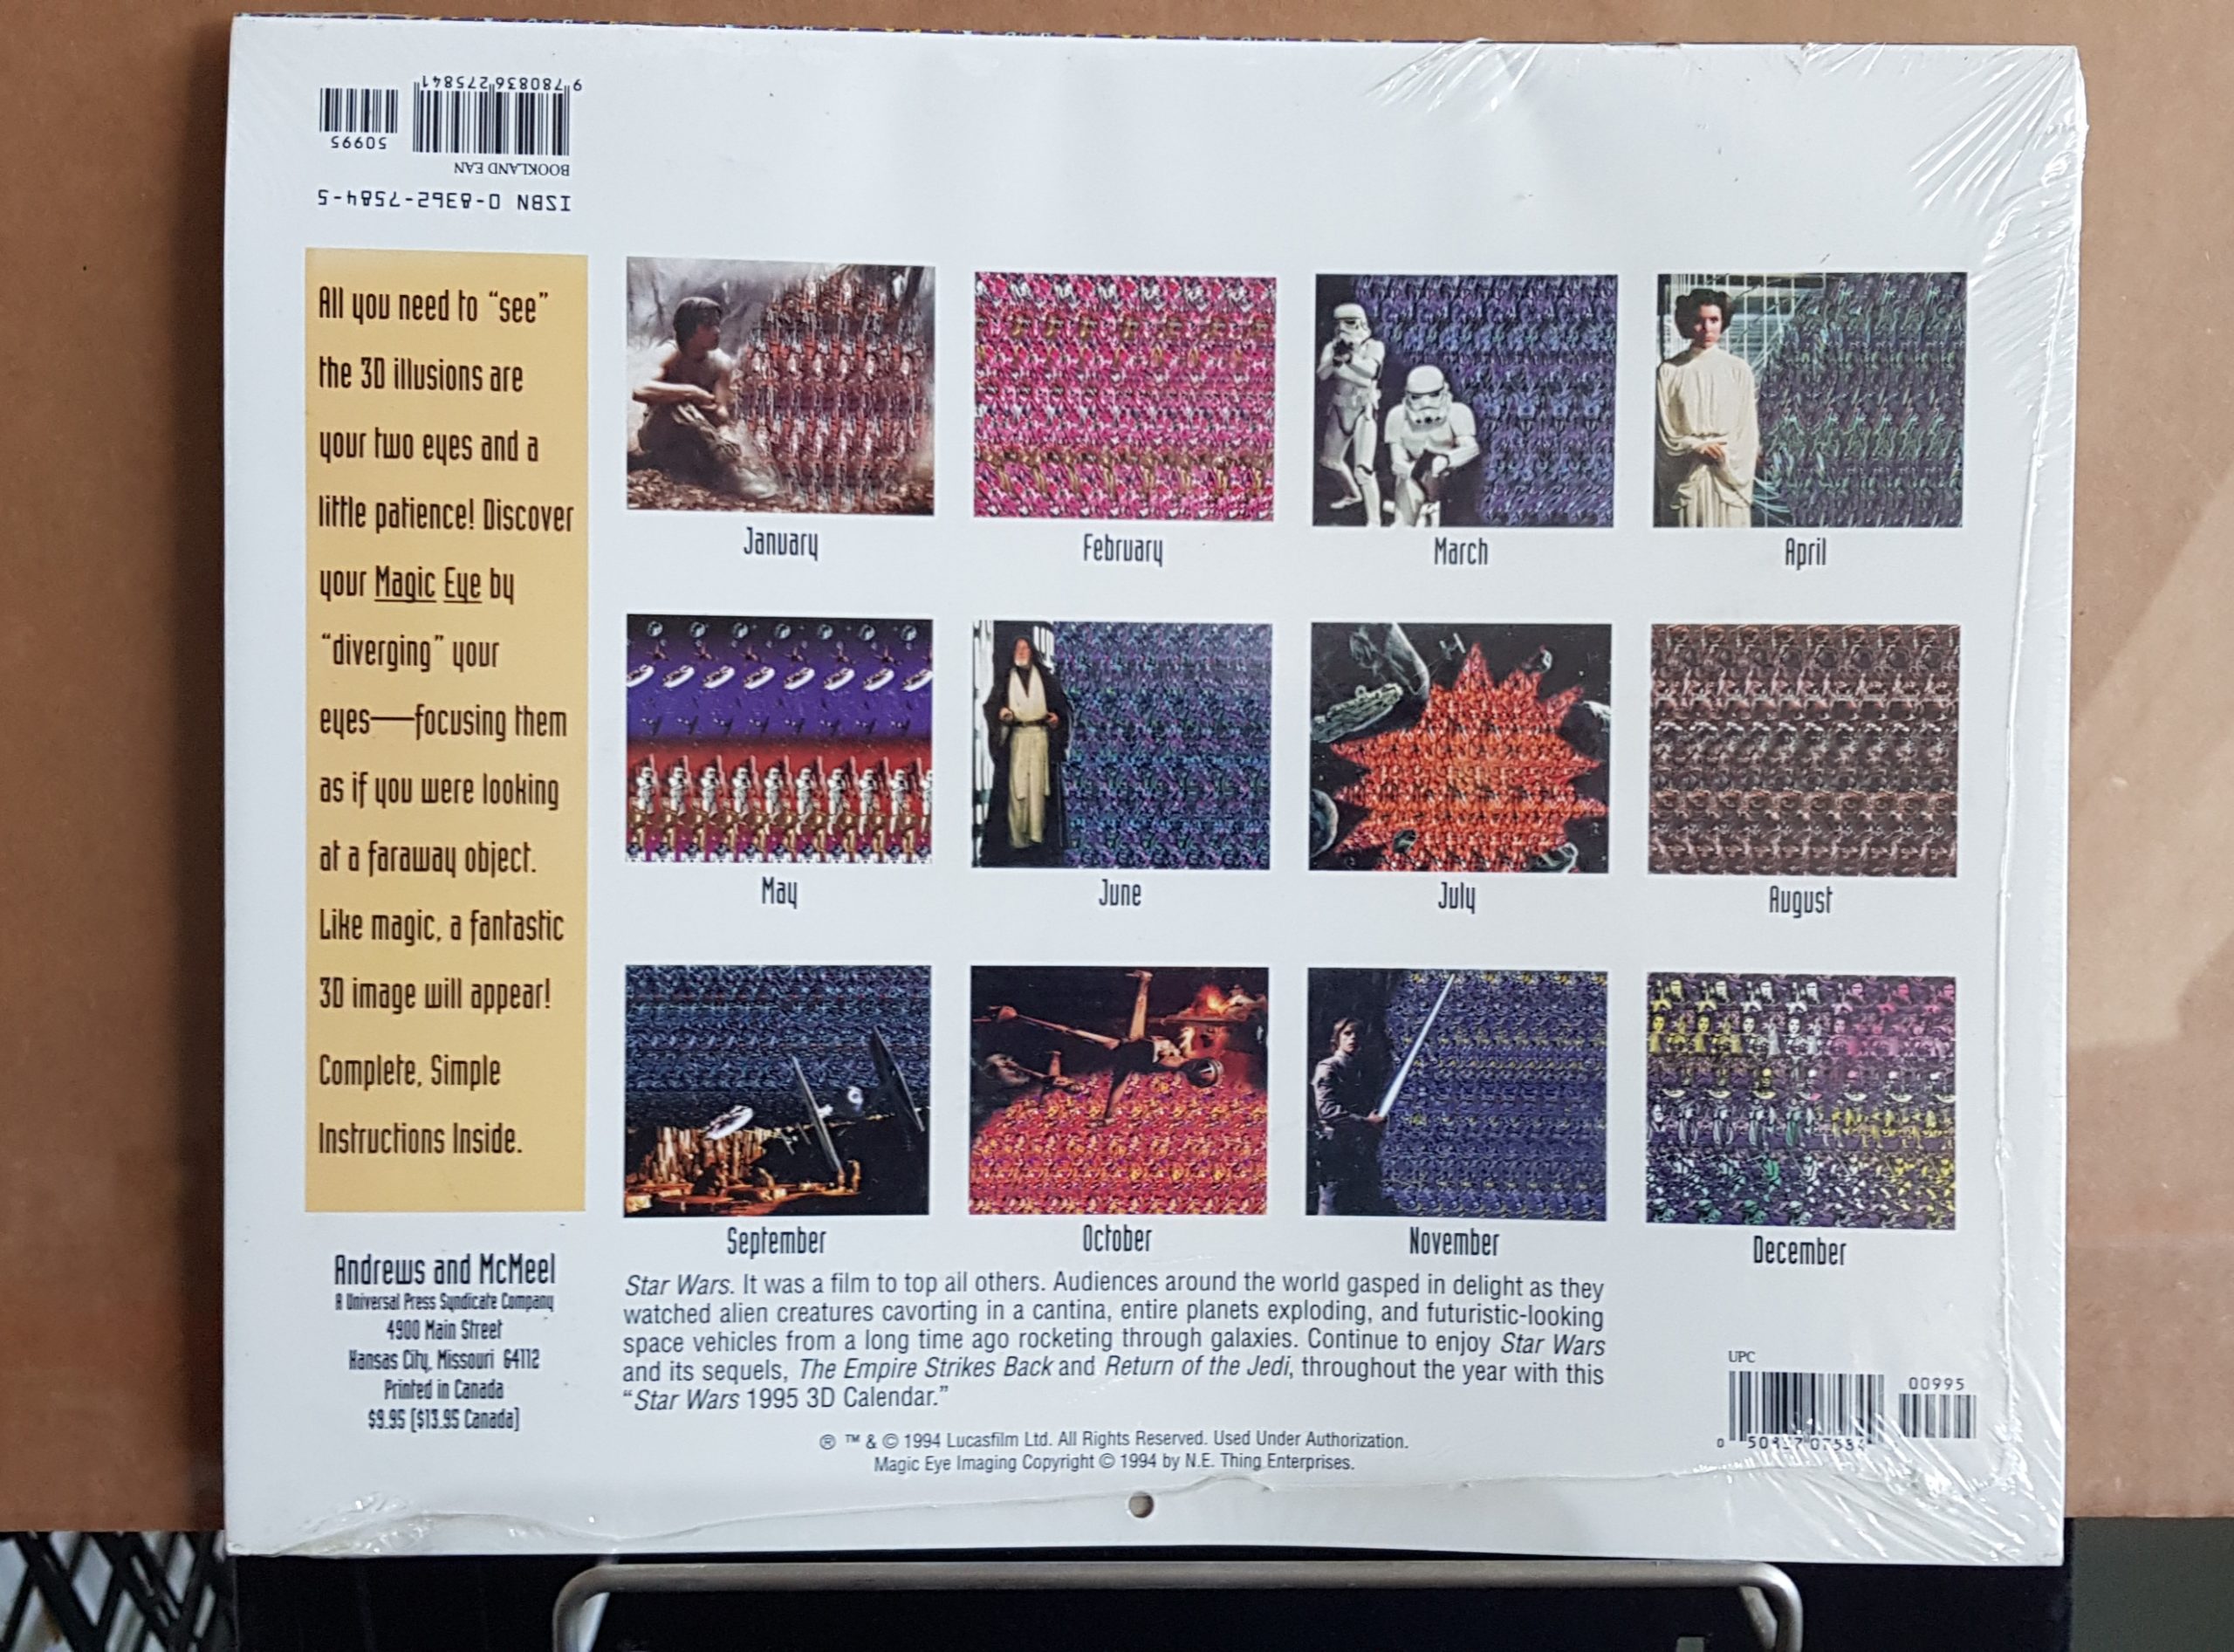 9 780836 275841
50995
BOOKLAND EAN
ISBN 0-8362-7584-5
All you need to “see”
the 3D illusions are
your two eyes and a
little patience! Discover
your Magic Eye by
“diverging” your
eyes—focusing them
as if you were looking
at a faraway object.
Like magic, a fantastic
3D image will appear!
Complete, Simple
Instructions Inside.
January
February
March
April
May
June
July
August
September
October
November
December
Andrews and McMeel
A Universal Press Syndicate Company
4900 Main Street
Kansas City, Missouri 64112
Printed in Canada
$9.95 [$13.95 Canada]
Star Wars. It was a film to top all others. Audiences around the world gasped in delight as they
watched alien creatures cavorting in a cantina, entire planets exploding, and futuristic-looking
space vehicles from a long time ago rocketing through galaxies. Continue to enjoy Star Wars
and its sequels, The Empire Strikes Back and Return of the Jedi, throughout the year with this
“Star Wars 1995 3D Calendar.”
® ™ & © 1994 Lucasfilm Ltd. All Rights Reserved. Used Under Authorization.
Magic Eye Imaging Copyright © 1994 by N.E. Thing Enterprises.
UPC
00995
0